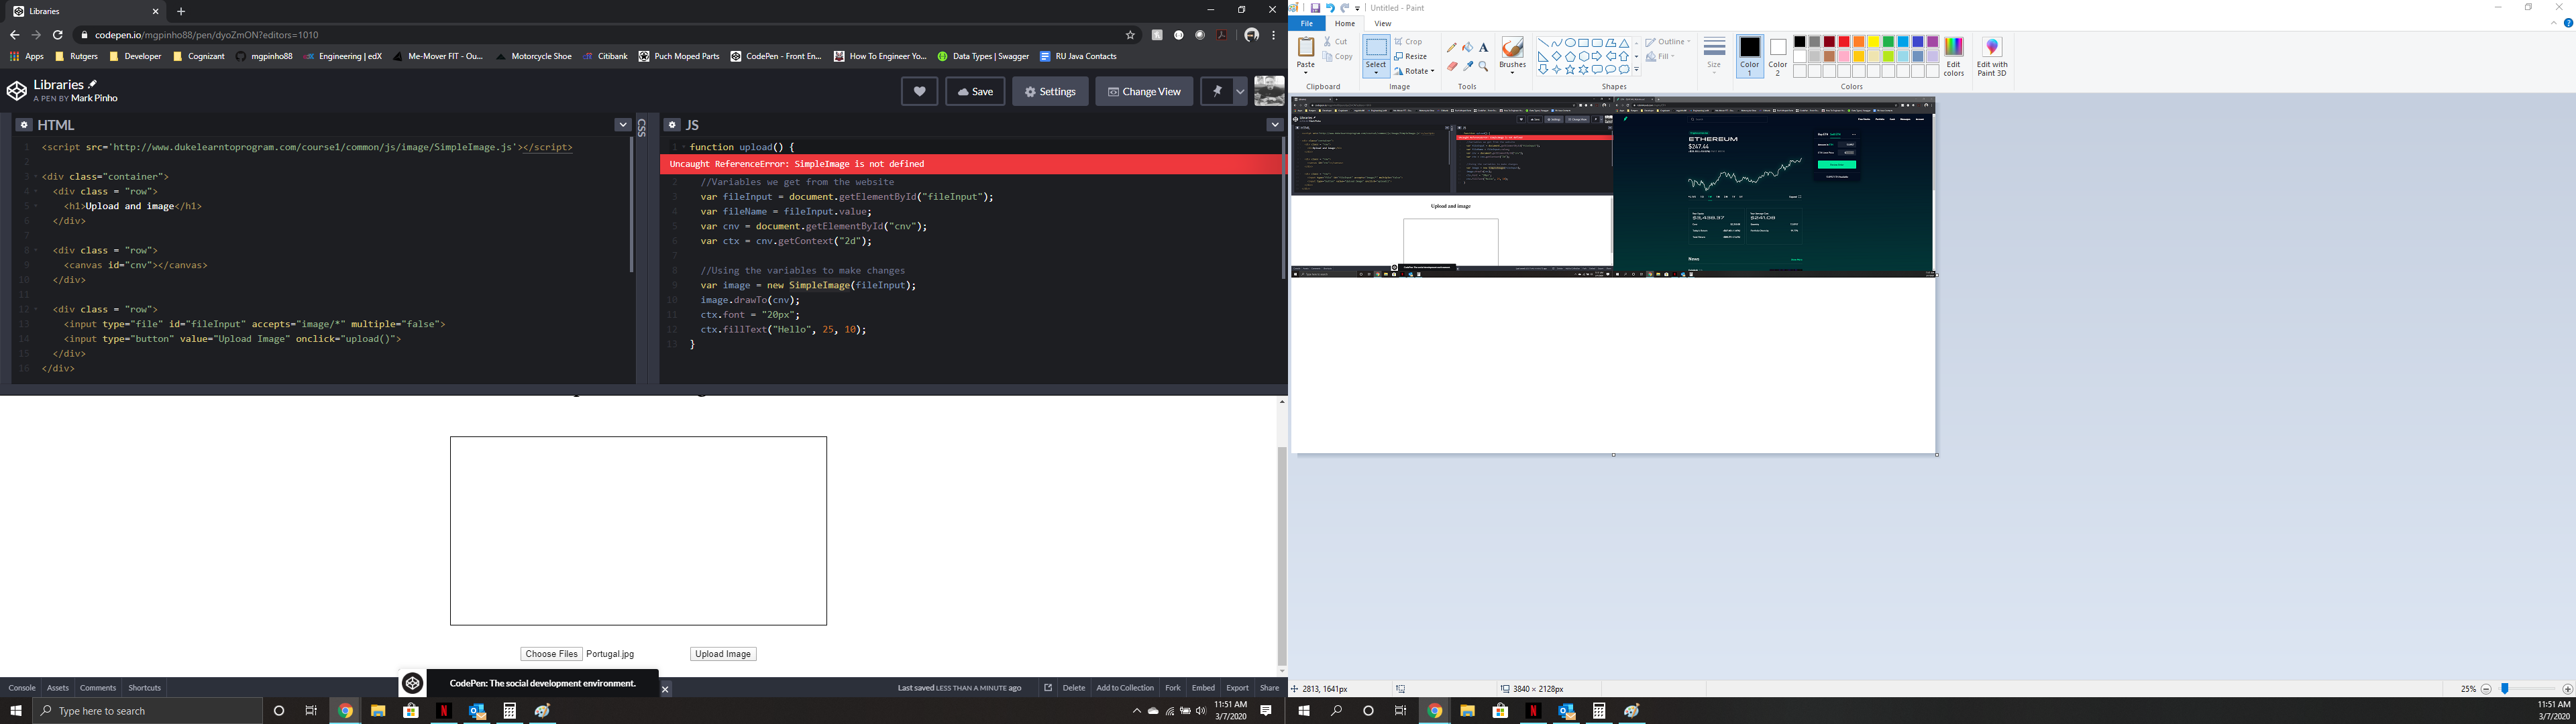 Libraries
codepen.io/mgpinho88/pen/dyoZmON?editors=1010
Apps Rutgers Developer Cognizant mgpinho88 Engineering | edX Me-Mover FIT - Ou... Motorcycle Shoe Citibank Puch Moped Parts CodePen - Front En... How To Engineer Yo... Data Types | Swagger RU Java Contacts
Libraries
A PEN BY Mark Pinho
Save Settings Change View
HTML
1 <script src='http://www.dukelearntoprogram.com/course1/common/js/image/SimpleImage.js'></script>
2
3 <div class="container">
4 <div class = "row">
5 <h1>Upload and image</h1>
6 </div>
7
8 <div class = "row">
9 <canvas id="cnv"></canvas>
10 </div>
11
12 <div class = "row">
13 <input type="file" id="fileInput" accepts="image/*" multiple="false">
14 <input type="button" value="Upload Image" onclick="upload()">
15 </div>
16 </div>
CSS
JS
1 function upload() {
Uncaught ReferenceError: SimpleImage is not defined
2 //Variables we get from the website
3 var fileInput = document.getElementById("fileInput");
4 var fileName = fileInput.value;
5 var cnv = document.getElementById("cnv");
6 var ctx = cnv.getContext("2d");
7
8 //Using the variables to make changes
9 var image = new SimpleImage(fileInput);
10 image.drawTo(cnv);
11 ctx.font = "20px";
12 ctx.fillText("Hello", 25, 10);
13 }
Choose Files Portugal.jpg Upload Image
CodePen: The social development environment.
Console Assets Comments Shortcuts
Last saved LESS THAN A MINUTE ago Delete Add to Collection Fork Embed Export Share
Type here to search
11:51 AM
3/7/2020
Untitled - Paint
File Home View
Paste Cut Copy
Clipboard
Select Crop Resize Rotate
Image
A
Tools
Brushes
Outline Fill
Shapes
Size
Color 1 Color 2 Edit colors
Colors
Edit with Paint 3D
Upload and image
ETHEREUM
$247.44
News
2813, 1641px
3840 × 2128px
25%
11:51 AM
3/7/2020